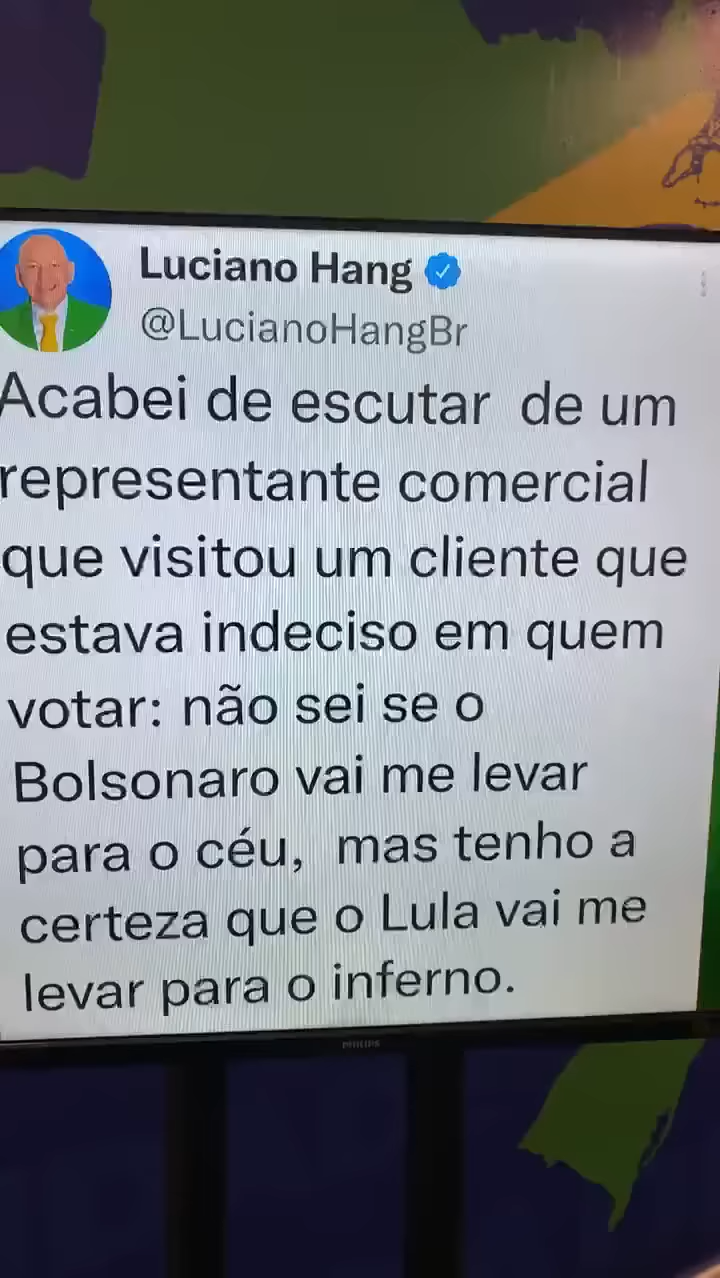 Luciano Hang
@LucianoHangBr
Acabei de escutar de um
representante comercial
que visitou um cliente que
estava indeciso em quem
votar: não sei se o
Bolsonaro vai me levar
para o céu, mas tenho a
certeza que o Lula vai me
levar para o inferno.
PHILIPS